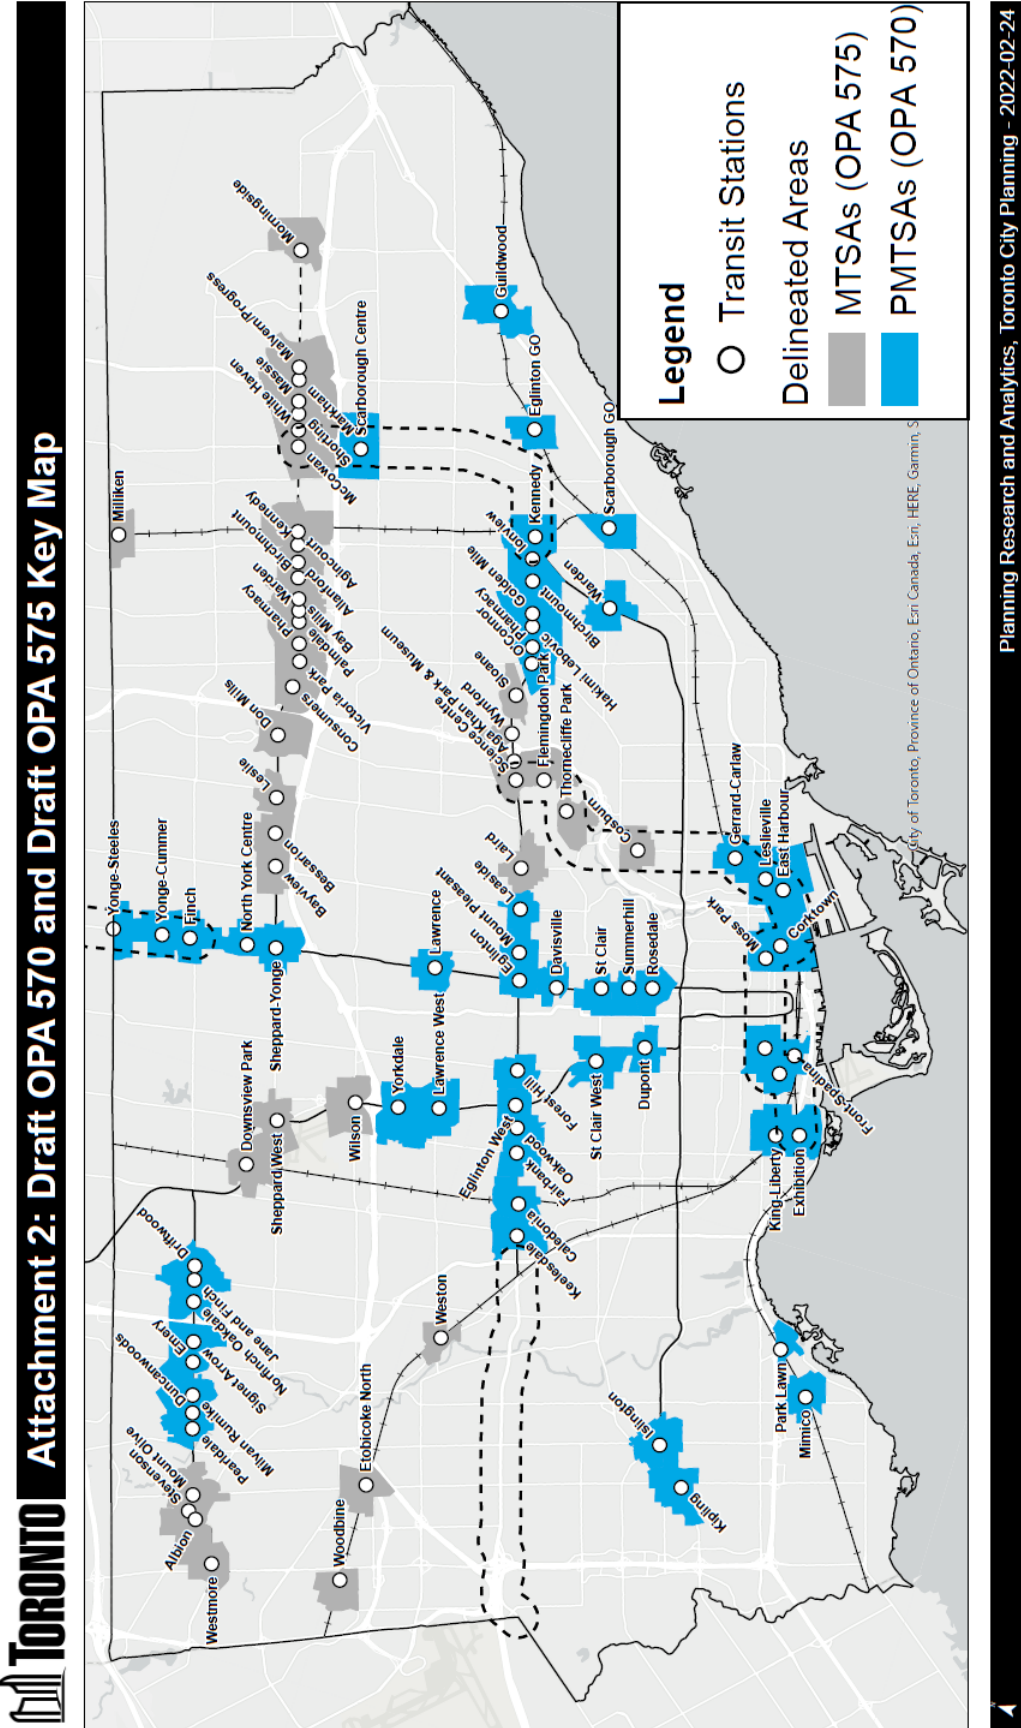 TORONTO
Attachment 2: Draft OPA 570 and Draft OPA 575 Key Map
Milliken
Morningside
Malvern/Progress
Massie
White Haven
Markham
Shorting
McCowan
Scarborough Centre
Kennedy
Birchmount
Agincourt
Allanford
Warden
Bay Mills
Pharmacy
Palmdale
Victoria Park
Consumers
Don Mills
Leslie
Bessarion
Bayview
Yonge-Steeles
Yonge-Cummer
Finch
North York Centre
Sheppard-Yonge
Downsview Park
Sheppard West
Wilson
Yorkdale
Lawrence West
Lawrence
Driftwood
Jane and Finch
Norfinch Oakdale
Emery
Signet Arrow
Duncanwoods
Milvan Rumike
Pearldale
Mount Olive
Stevenson
Albion
Westmore
Woodbine
Etobicoke North
Weston
Guildwood
Eglinton GO
Scarborough GO
Kennedy
Ionview
Golden Mile
Birchmount
Warden
Pharmacy
Hakimi Lebovic
O'Connor
Sloane
Wynford
Aga Khan Park & Museum
Science Centre
Flemingdon Park
Thorncliffe Park
Cosburn
Laird
Leaside
Mount Pleasant
Eglinton
Davisville
St Clair
Summerhill
Rosedale
Forest Hill
Eglinton West
Oakwood
Fairbank
Caledonia
Keelesdale
St Clair West
Dupont
Gerrard-Carlaw
Leslieville
East Harbour
Corktown
Moss Park
Front-Spadina
King-Liberty
Exhibition
Park Lawn
Mimico
Islington
Kipling
Legend
Transit Stations
Delineated Areas
MTSAs (OPA 575)
PMTSAs (OPA 570)
City of Toronto, Province of Ontario, Esri Canada, Esri, HERE, Garmin, S
Planning Research and Analytics, Toronto City Planning - 2022-02-24